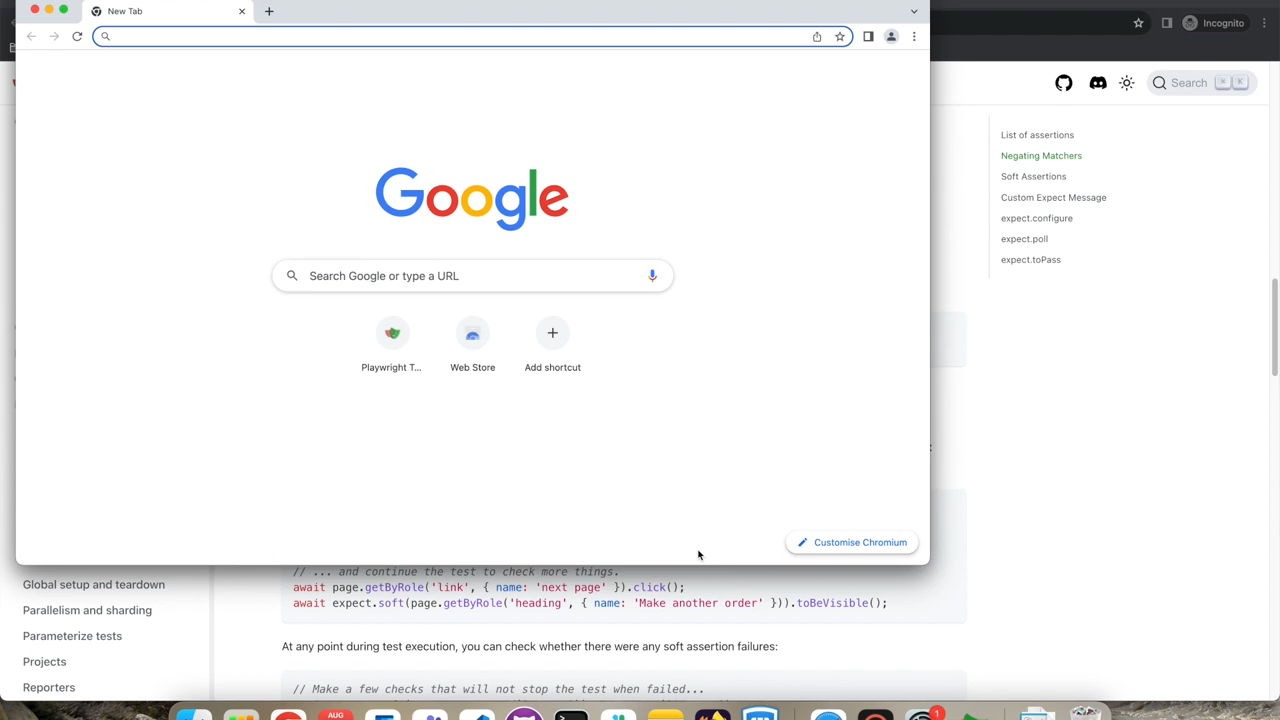 New Tab
Incognito
Search ⌘ K
Google
Search Google or type a URL
Playwright T...
Web Store
Add shortcut
Customise Chromium
List of assertions
Negating Matchers
Soft Assertions
Custom Expect Message
expect.configure
expect.poll
expect.toPass
Global setup and teardown
Parallelism and sharding
Parameterize tests
Projects
Reporters
// ... and continue the test to check more things.
await page.getByRole('link', { name: 'next page' }).click();
await expect.soft(page.getByRole('heading', { name: 'Make another order' })).toBeVisible();
At any point during test execution, you can check whether there were any soft assertion failures:
// Make a few checks that will not stop the test when failed...
AUG
1